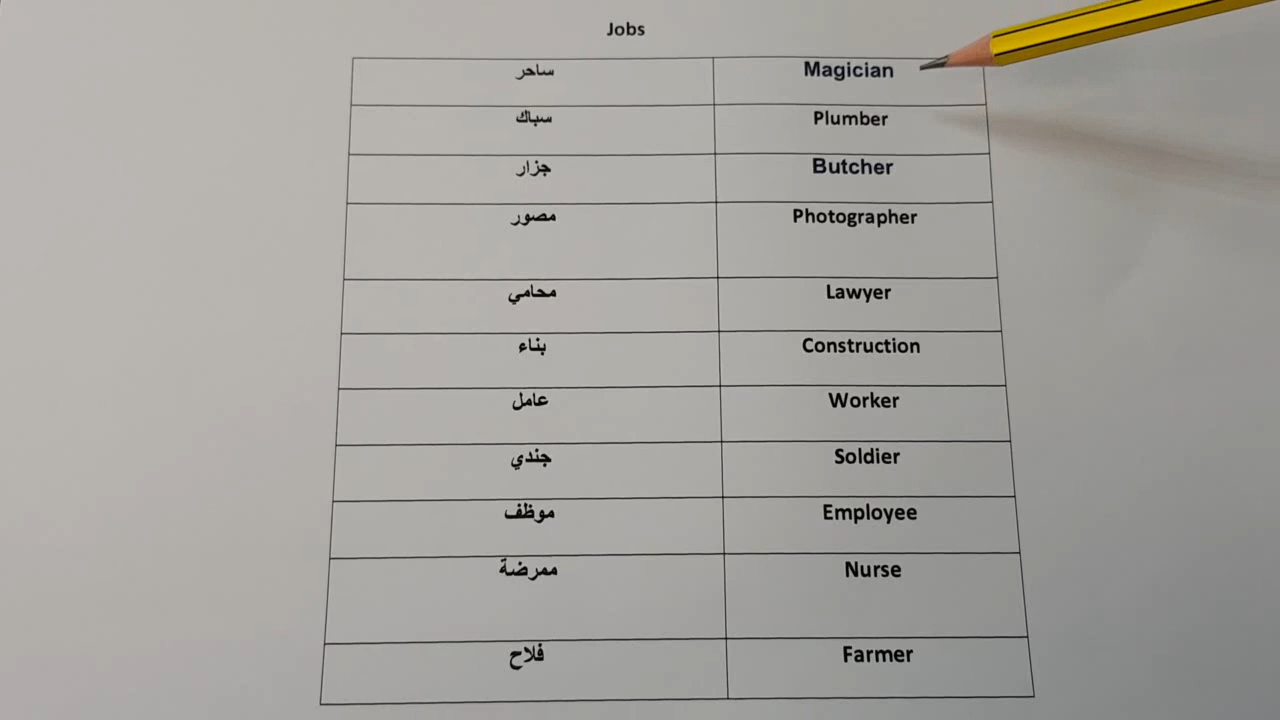 Jobs
ساحر Magician
سباك Plumber
جزار Butcher
مصور Photographer
محامي Lawyer
بناء Construction
عامل Worker
جندي Soldier
موظف Employee
ممرضة Nurse
فلاح Farmer